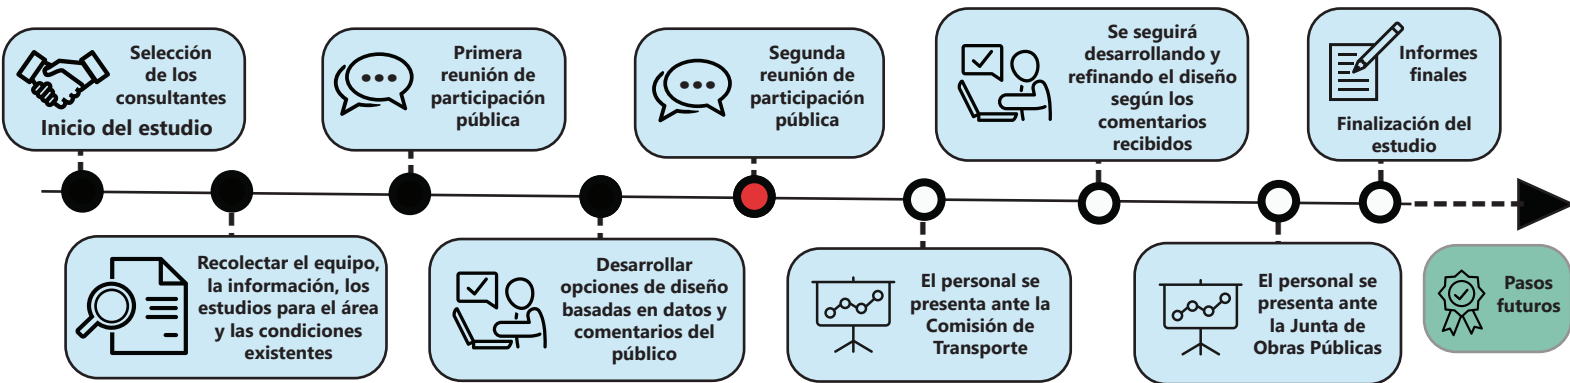 Selección
de los
consultantes
Inicio del estudio
Recolectar el equipo,
la información, los
estudios para el área
y las condiciones
existentes
Primera
reunión de
participación
pública
Desarrollar
opciones de diseño
basadas en datos y
comentarios del
público
Segunda
reunión de
participación
pública
El personal se
presenta ante la
Comisión de
Transporte
Se seguirá
desarrollando y
refinando el diseño
según los
comentarios
recibidos
El personal se
presenta ante
la Junta de
Obras Públicas
Informes
finales
Finalización del
estudio
Pasos
futuros